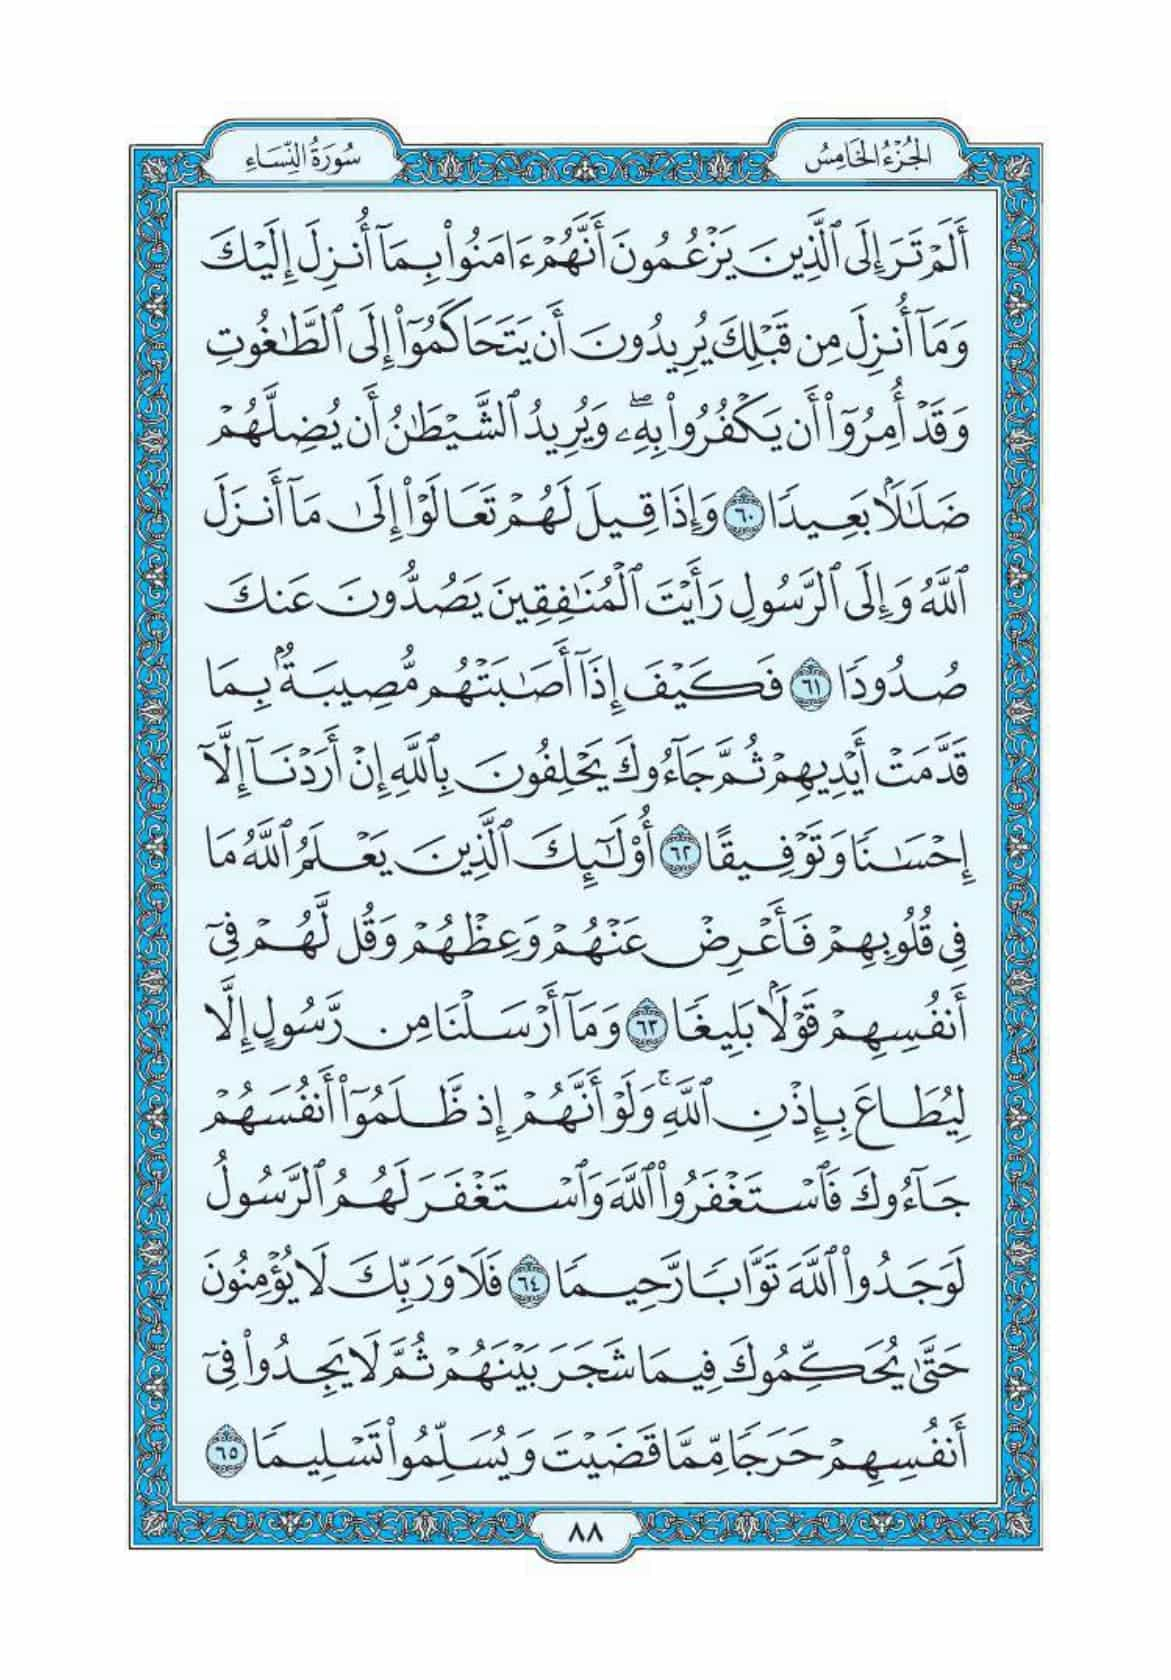 الجُزْءُ الخَامِسُ
سُورَةُ النِّسَاءِ
أَلَمْ تَرَ إِلَى ٱلَّذِينَ يَزْعُمُونَ أَنَّهُمْ ءَامَنُوا۟ بِمَآ أُنزِلَ إِلَيْكَ
وَمَآ أُنزِلَ مِن قَبْلِكَ يُرِيدُونَ أَن يَتَحَاكَمُوٓا۟ إِلَى ٱلطَّـٰغُوتِ
وَقَدْ أُمِرُوٓا۟ أَن يَكْفُرُوا۟ بِهِۦۖ وَيُرِيدُ ٱلشَّيْطَـٰنُ أَن يُضِلَّهُمْ
ضَلَـٰلًۢا بَعِيدًا ٦٠ وَإِذَا قِيلَ لَهُمْ تَعَالَوْا۟ إِلَىٰ مَآ أَنزَلَ
ٱللَّهُ وَإِلَى ٱلرَّسُولِ رَأَيْتَ ٱلْمُنَـٰفِقِينَ يَصُدُّونَ عَنكَ
صُدُودًا ٦١ فَكَيْفَ إِذَآ أَصَـٰبَتْهُم مُّصِيبَةٌۢ بِمَا
قَدَّمَتْ أَيْدِيهِمْ ثُمَّ جَآءُوكَ يَحْلِفُونَ بِٱللَّهِ إِنْ أَرَدْنَآ إِلَّآ
إِحْسَـٰنًا وَتَوْفِيقًا ٦٢ أُو۟لَـٰٓئِكَ ٱلَّذِينَ يَعْلَمُ ٱللَّهُ مَا
فِى قُلُوبِهِمْ فَأَعْرِضْ عَنْهُمْ وَعِظْهُمْ وَقُل لَّهُمْ فِىٓ
أَنفُسِهِمْ قَوْلًۢا بَلِيغًا ٦٣ وَمَآ أَرْسَلْنَا مِن رَّسُولٍ إِلَّا
لِيُطَاعَ بِإِذْنِ ٱللَّهِۚ وَلَوْ أَنَّهُمْ إِذ ظَّلَمُوٓا۟ أَنفُسَهُمْ
جَآءُوكَ فَٱسْتَغْفَرُوا۟ ٱللَّهَ وَٱسْتَغْفَرَ لَهُمُ ٱلرَّسُولُ
لَوَجَدُوا۟ ٱللَّهَ تَوَّابًا رَّحِيمًا ٦٤ فَلَا وَرَبِّكَ لَا يُؤْمِنُونَ
حَتَّىٰ يُحَكِّمُوكَ فِيمَا شَجَرَ بَيْنَهُمْ ثُمَّ لَا يَجِدُوا۟ فِىٓ
أَنفُسِهِمْ حَرَجًا مِّمَّا قَضَيْتَ وَيُسَلِّمُوا۟ تَسْلِيمًا ٦٥
٨٨